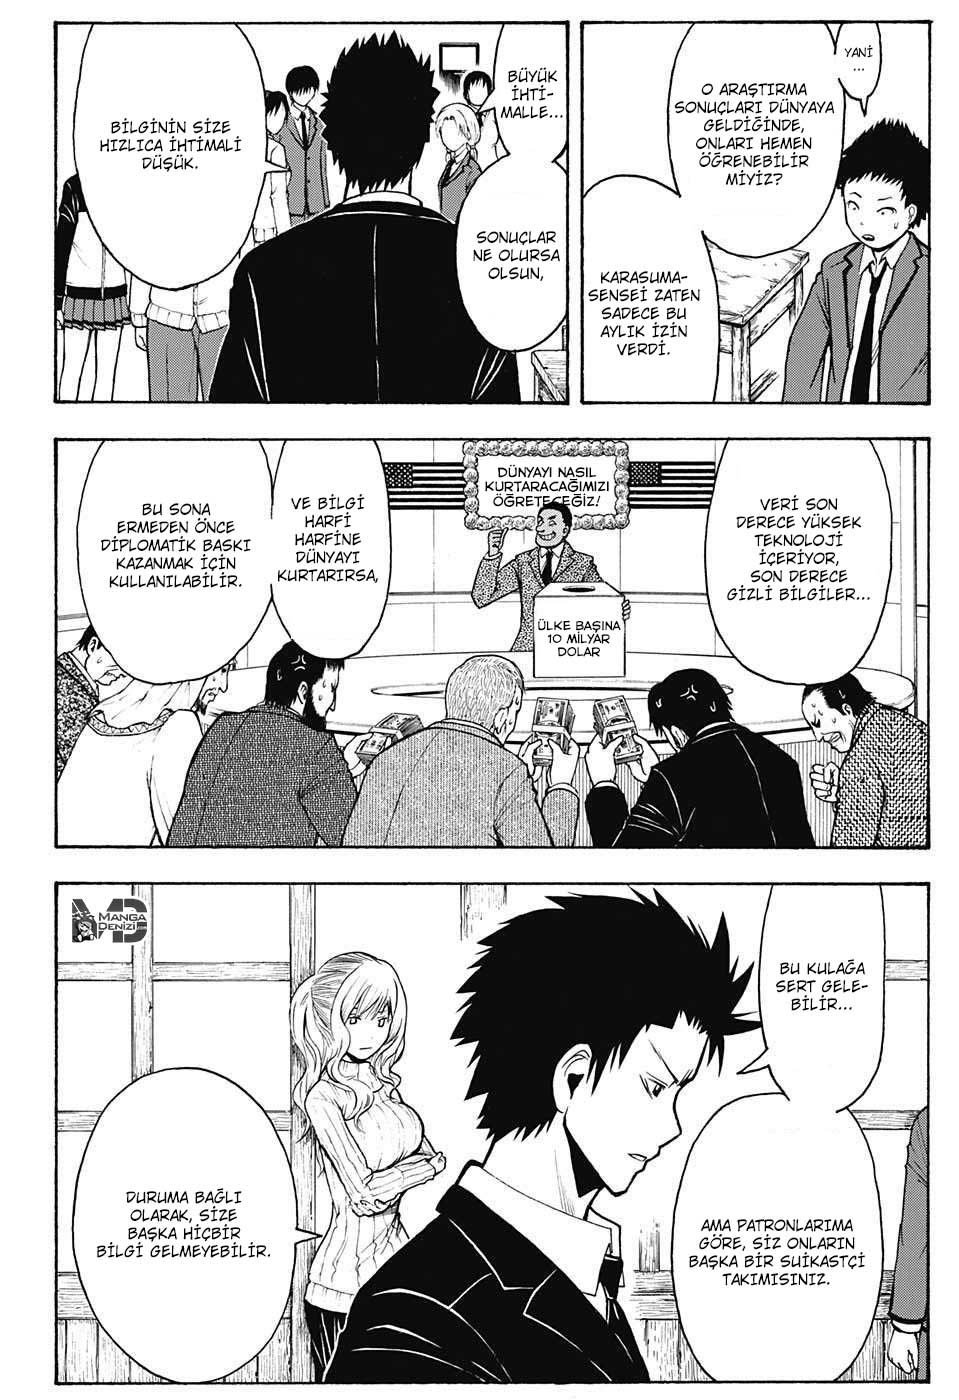 YANİ
...
O ARAŞTIRMA
SONUÇLARI DÜNYAYA
GELDİĞİNDE,
ONLARI HEMEN
ÖĞRENEBİLİR
MİYİZ?
KARASUMA-
SENSEİ ZATEN
SADECE BU
AYLIK İZİN
VERDİ.
BÜYÜK
İHTİ-
MALLE...
SONUÇLAR
NE OLURSA
OLSUN,
BİLGİNİN SİZE
HIZLICA İHTİMALİ
DÜŞÜK.
VERİ SON
DERECE YÜKSEK
TEKNOLOJİ
İÇERİYOR,
SON DERECE
GİZLİ BİLGİLER...
DÜNYAYI NASIL
KURTARACAĞIMIZI
ÖĞRETECEĞİZ!
ÜLKE BAŞINA
10 MİLYAR
DOLAR
VE BİLGİ
HARFİ
HARFİNE
DÜNYAYI
KURTARIRSA,
BU SONA
ERMEDEN ÖNCE
DİPLOMATİK BASKI
KAZANMAK İÇİN
KULLANILABİLİR.
MD
MANGA
DENİZİ
BU KULAĞA
SERT GELE-
BİLİR...
AMA PATRONLARIMA
GÖRE, SİZ ONLARIN
BAŞKA BİR SUİKASTÇİ
TAKIMISINIZ.
DURUMA BAĞLI
OLARAK, SİZE
BAŞKA HİÇBİR
BİLGİ GELMEYEBİLİR.